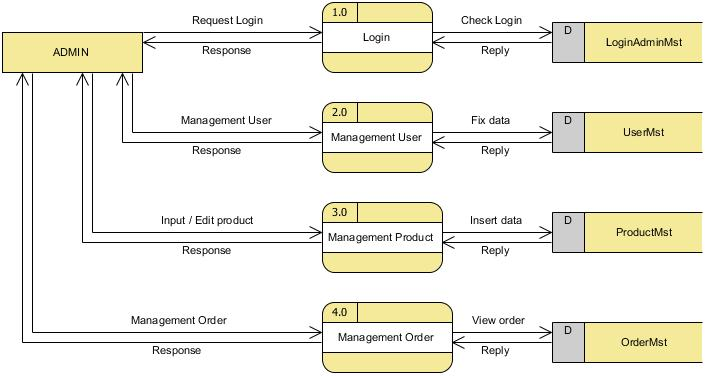 Request Login
1.0
Check Login
D
ADMIN
Response
Login
Reply
LoginAdminMst
2.0
Management User
Fix data
D
Response
Management User
Reply
UserMst
3.0
Input / Edit product
Insert data
D
Response
Management Product
Reply
ProductMst
4.0
Management Order
View order
D
Response
Management Order
Reply
OrderMst